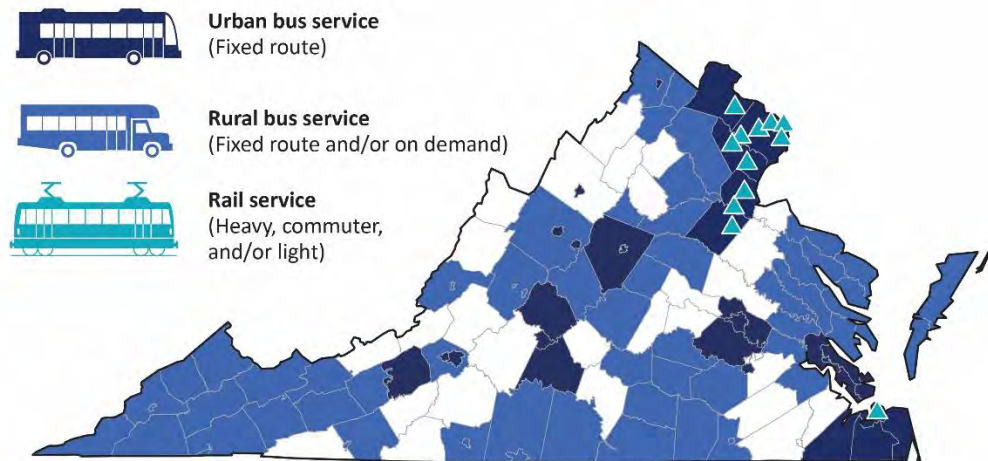 Urban bus service
(Fixed route)
Rural bus service
(Fixed route and/or on demand)
Rail service
(Heavy, commuter,
and/or light)